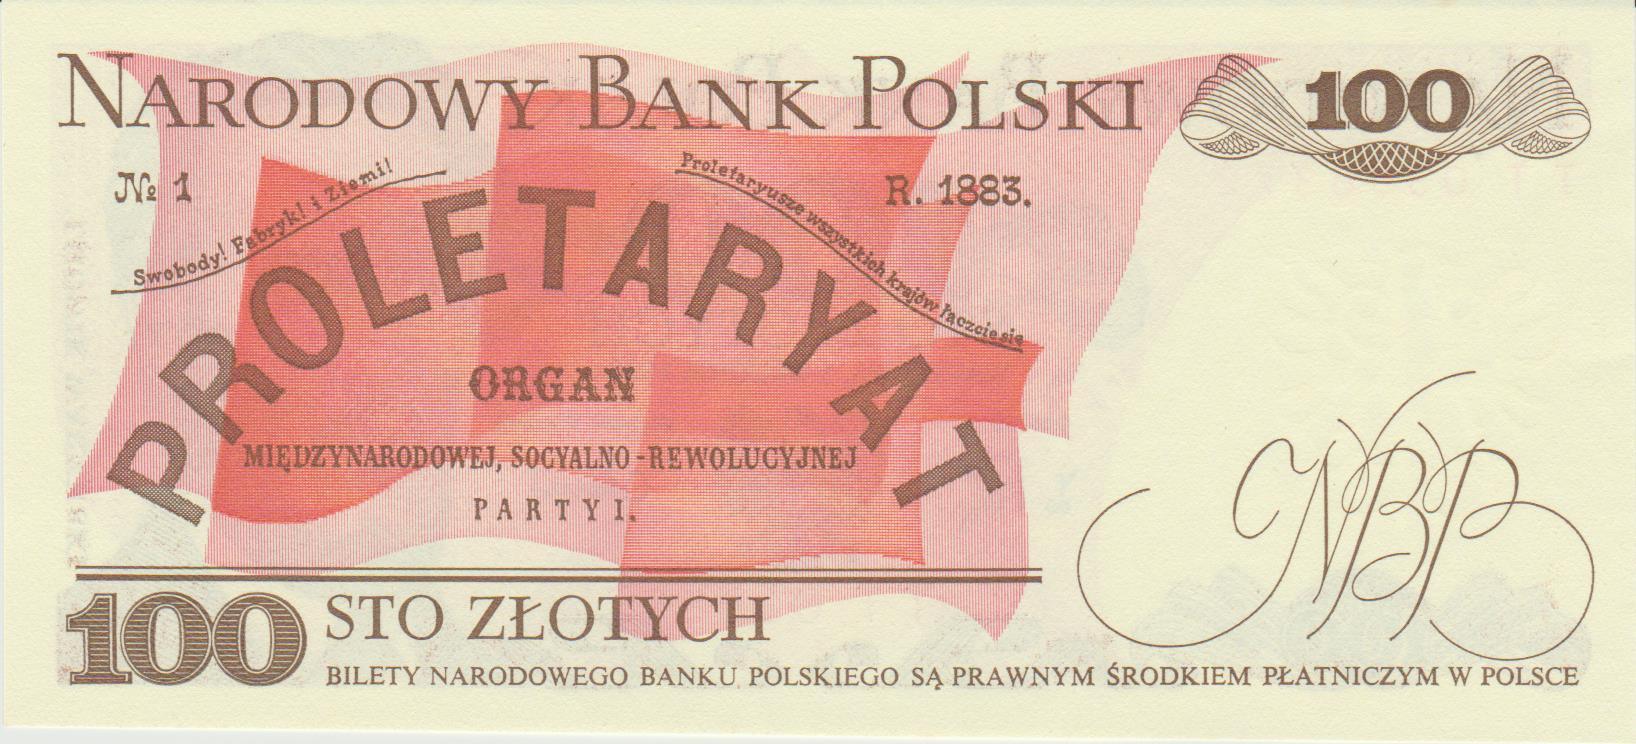 NARODOWY BANK POLSKI
100
№ 1
R. 1883.
Swobody! Fabryk! i Ziemi!
Proletaryusze wszystkich krajów łączcie się
PROLETARYAT
ORGAN
MIĘDZYNARODOWEJ, SOCYALNO-REWOLUCYJNEJ
PARTYI.
NBP
100
STO ZŁOTYCH
BILETY NARODOWEGO BANKU POLSKIEGO SĄ PRAWNYM ŚRODKIEM PŁATNICZYM W POLSCE